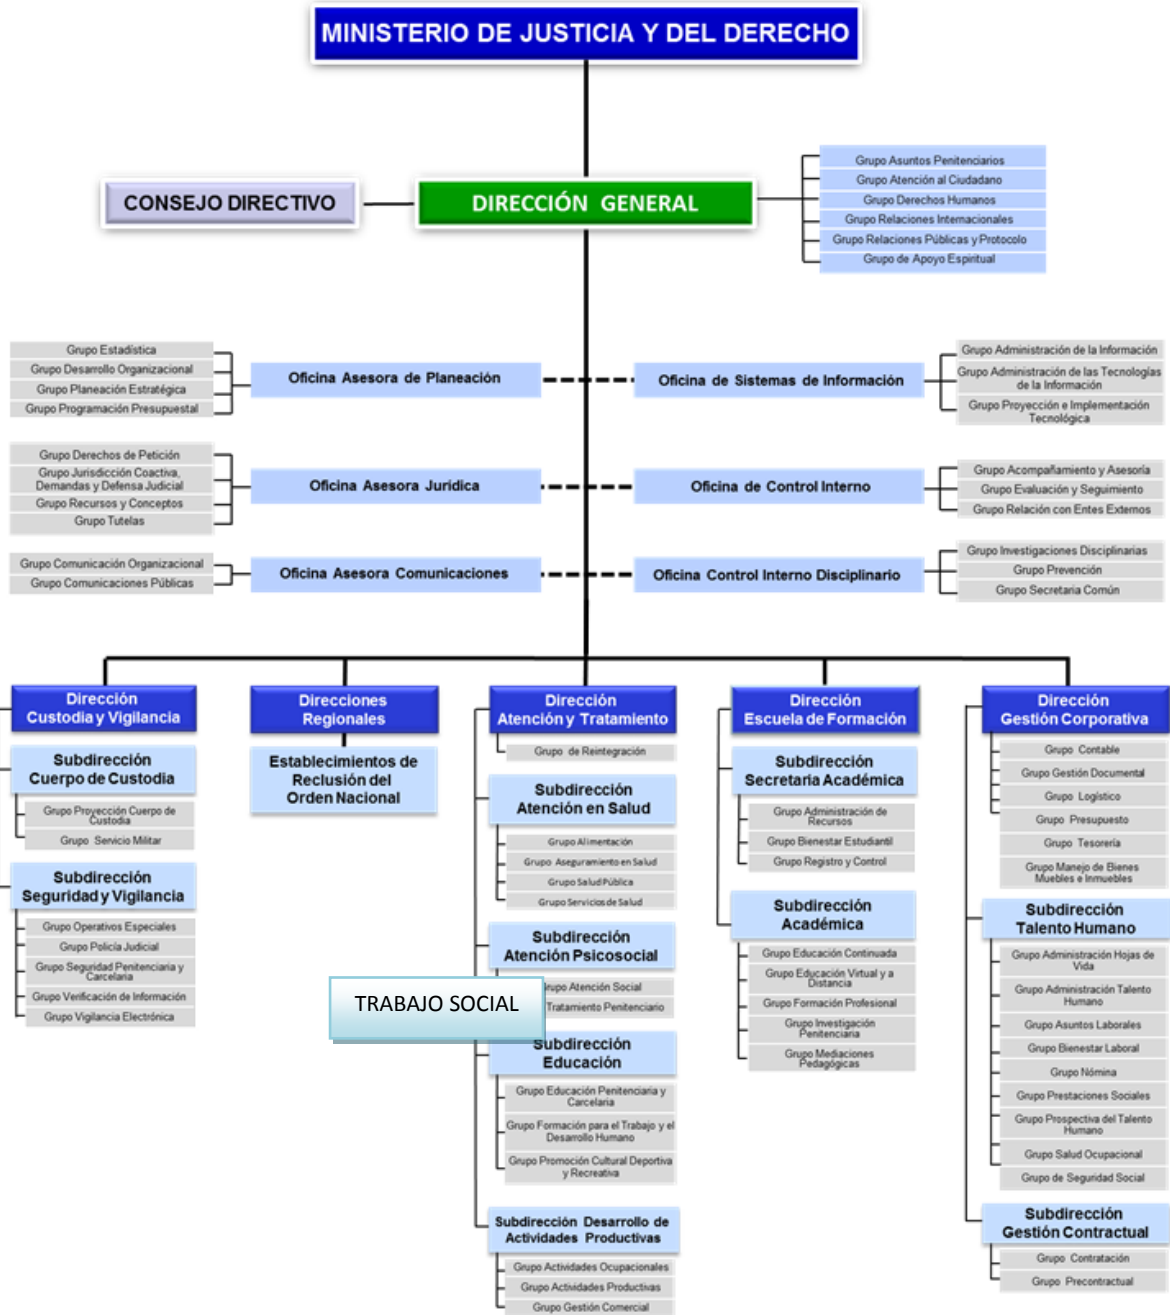 MINISTERIO DE JUSTICIA Y DEL DERECHO
CONSEJO DIRECTIVO
DIRECCIÓN GENERAL
Grupo Asuntos Penitenciarios
Grupo Atención al Ciudadano
Grupo Derechos Humanos
Grupo Relaciones Internacionales
Grupo Relaciones Públicas y Protocolo
Grupo de Apoyo Espiritual
Grupo Estadística
Grupo Desarrollo Organizacional
Grupo Planeación Estratégica
Grupo Programación Presupuestal
Oficina Asesora de Planeación
Oficina de Sistemas de Información
Grupo Administración de la Información
Grupo Administración de las Tecnologías
de la Información
Grupo Proyección e Implementación
Tecnológica
Grupo Derechos de Petición
Grupo Jurisdicción Coactiva,
Demandas y Defensa Judicial
Grupo Recursos y Conceptos
Grupo Tutelas
Oficina Asesora Jurídica
Oficina de Control Interno
Grupo Acompañamiento y Asesoría
Grupo Evaluación y Seguimiento
Grupo Relación con Entes Externos
Grupo Comunicación Organizacional
Grupo Comunicaciones Públicas
Oficina Asesora Comunicaciones
Oficina Control Interno Disciplinario
Grupo Investigaciones Disciplinarias
Grupo Prevención
Grupo Secretaria Común
Dirección
Custodia y Vigilancia
Subdirección
Cuerpo de Custodia
Grupo Proyección Cuerpo de
Custodia
Grupo Servicio Militar
Subdirección
Seguridad y Vigilancia
Grupo Operativos Especiales
Grupo Policía Judicial
Grupo Seguridad Penitenciaria y
Carcelaria
Grupo Verificación de Información
Grupo Vigilancia Electrónica
Direcciones
Regionales
Establecimientos de
Reclusión del
Orden Nacional
Dirección
Atención y Tratamiento
Grupo de Reintegración
Subdirección
Atención en Salud
Grupo Alimentación
Grupo Aseguramiento en Salud
Grupo Salud Pública
Grupo Servicios de Salud
Subdirección
Atención Psicosocial
rupo Atención Social
Tratamiento Penitenciario
TRABAJO SOCIAL
Subdirección
Educación
Grupo Educación Penitenciaria y
Carcelaria
Grupo Formación para el Trabajo y el
Desarrollo Humano
Grupo Promoción Cultural Deportiva
y Recreativa
Subdirección Desarrollo de
Actividades Productivas
Grupo Actividades Ocupacionales
Grupo Actividades Productivas
Grupo Gestión Comercial
Dirección
Escuela de Formación
Subdirección
Secretaria Académica
Grupo Administración de
Recursos
Grupo Bienestar Estudiantil
Grupo Registro y Control
Subdirección
Académica
Grupo Educación Continuada
Grupo Educación Virtual y a
Distancia
Grupo Formación Profesional
Grupo Investigación
Penitenciaria
Grupo Mediaciones
Pedagógicas
Dirección
Gestión Corporativa
Grupo Contable
Grupo Gestión Documental
Grupo Logístico
Grupo Presupuesto
Grupo Tesorería
Grupo Manejo de Bienes
Muebles e Inmuebles
Subdirección
Talento Humano
Grupo Administración Hojas de
Vida
Grupo Administración Talento
Humano
Grupo Asuntos Laborales
Grupo Bienestar Laboral
Grupo Nómina
Grupo Prestaciones Sociales
Grupo Prospectiva del Talento
Humano
Grupo Salud Ocupacional
Grupo de Seguridad Social
Subdirección
Gestión Contractual
Grupo Contratación
Grupo Precontractual